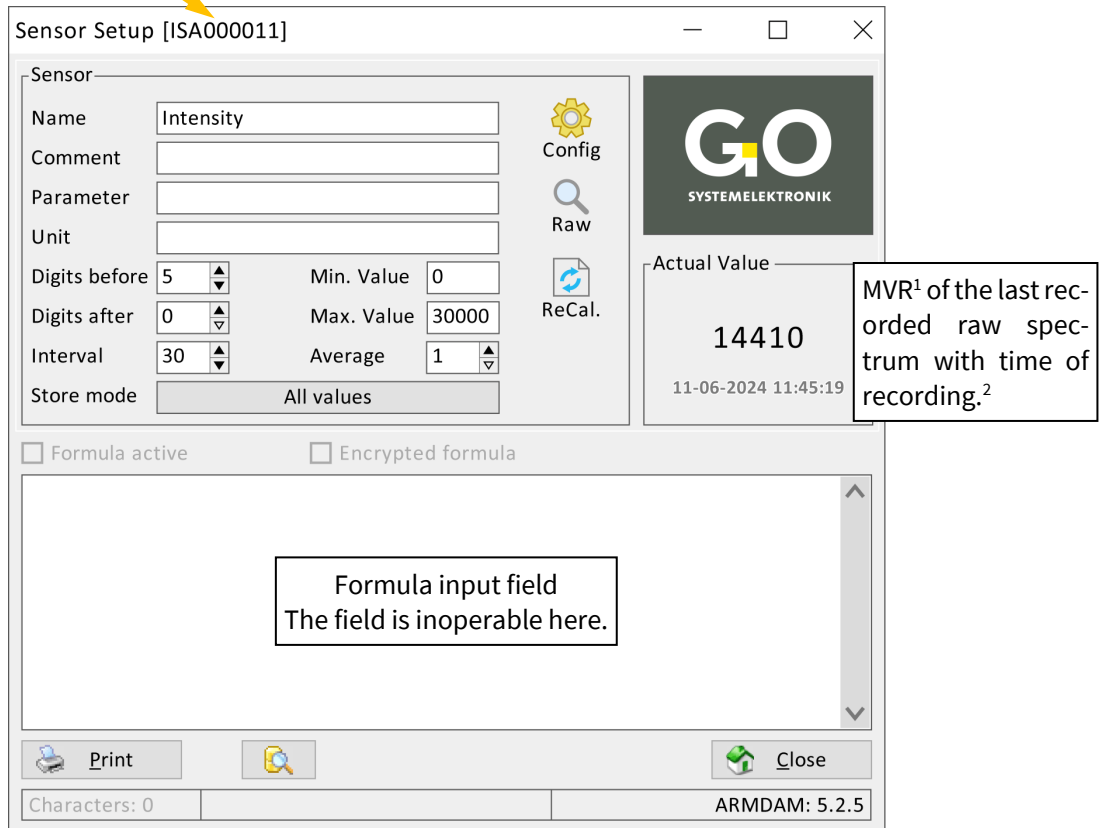 Sensor Setup [ISA000011]
Sensor
Name Intensity
Comment
Parameter
Unit
Digits before 5 Min. Value 0
Digits after 0 Max. Value 30000
Interval 30 Average 1
Store mode All values
Config
Raw
ReCal.
GO
SYSTEMELEKTRONIK
Actual Value
14410
11-06-2024 11:45:19
MVR¹ of the last rec-
orded raw spec-
trum with time of
recording.²
Formula active Encrypted formula
Formula input field
The field is inoperable here.
Print Close
Characters: 0 ARMDAM: 5.2.5